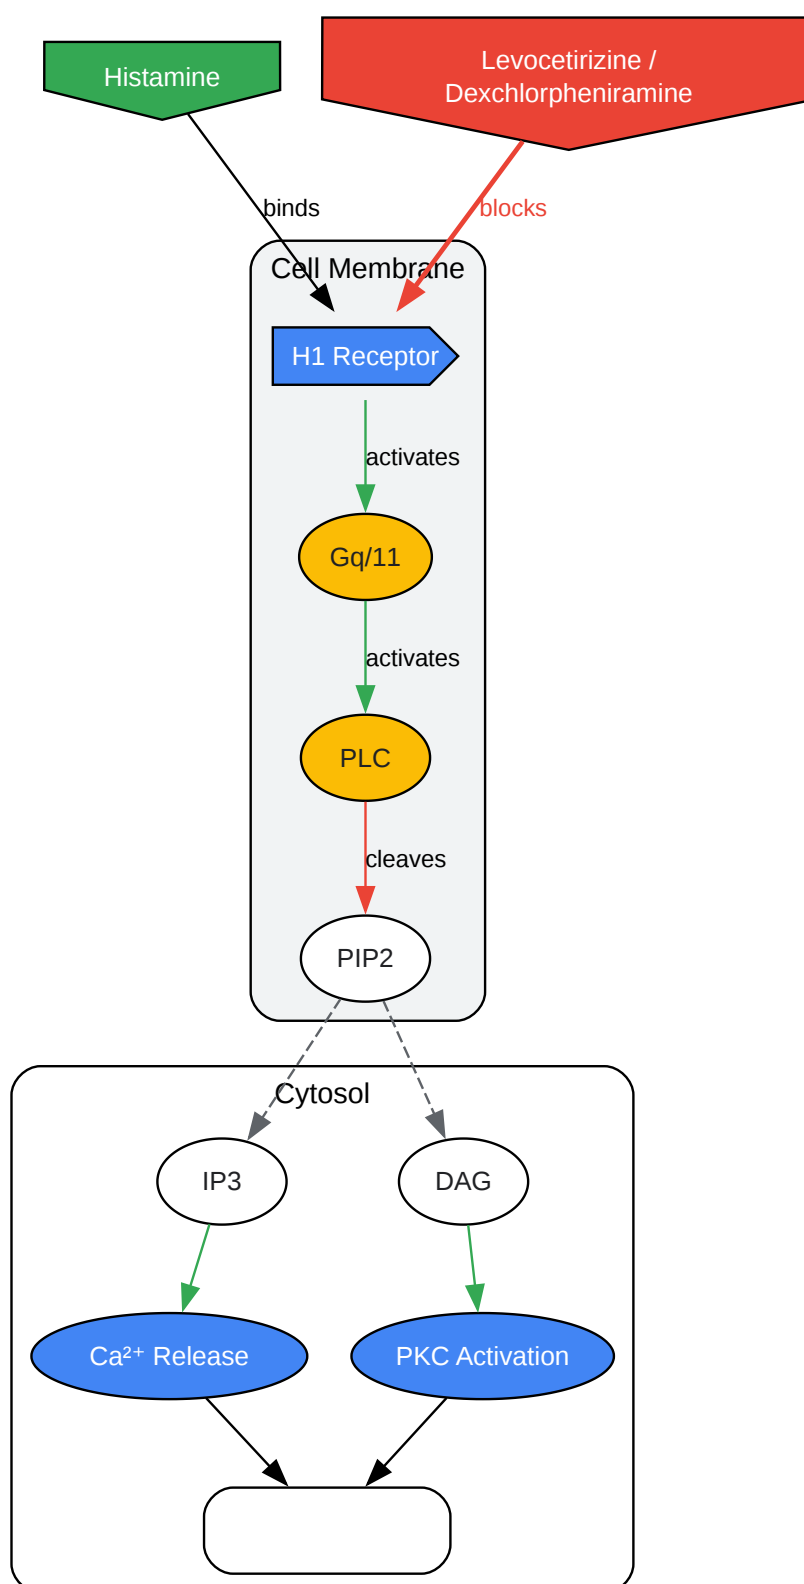 Histamine
Levocetirizine /
Dexchlorpheniramine
binds
blocks
Cell Membrane
H1 Receptor
activates
Gq/11
activates
PLC
cleaves
PIP2
Cytosol
IP3
DAG
Ca²⁺ Release
PKC Activation